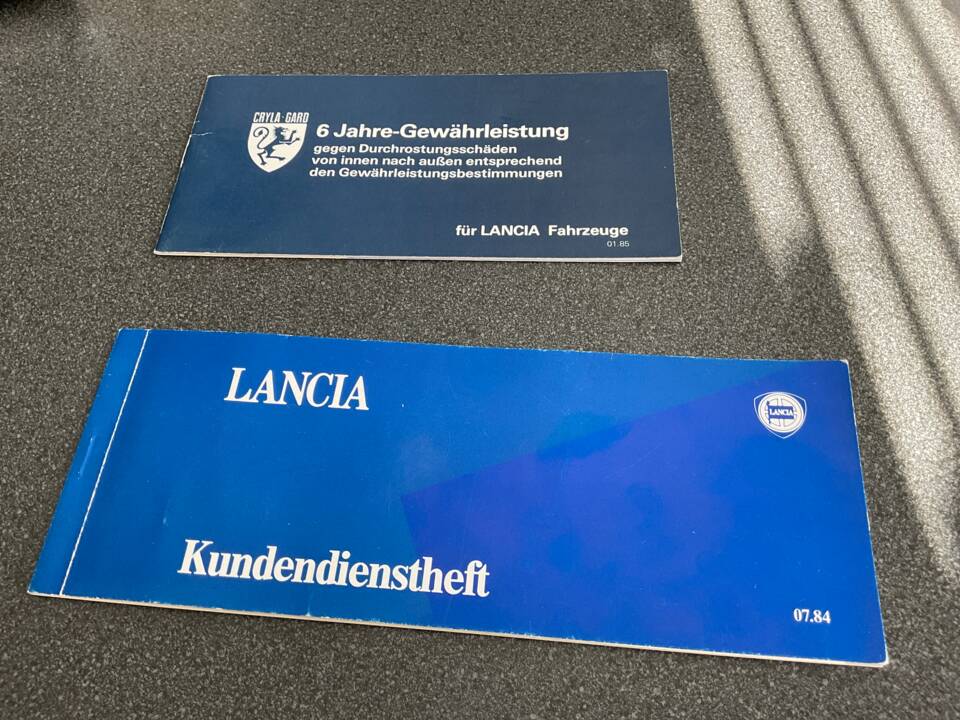 CRYLA-GARD
6 Jahre-Gewährleistung
gegen Durchrostungsschäden
von innen nach außen entsprechend
den Gewährleistungsbestimmungen
für LANCIA Fahrzeuge
01.85
LANCIA
LANCIA
Kundendienstheft
07.84